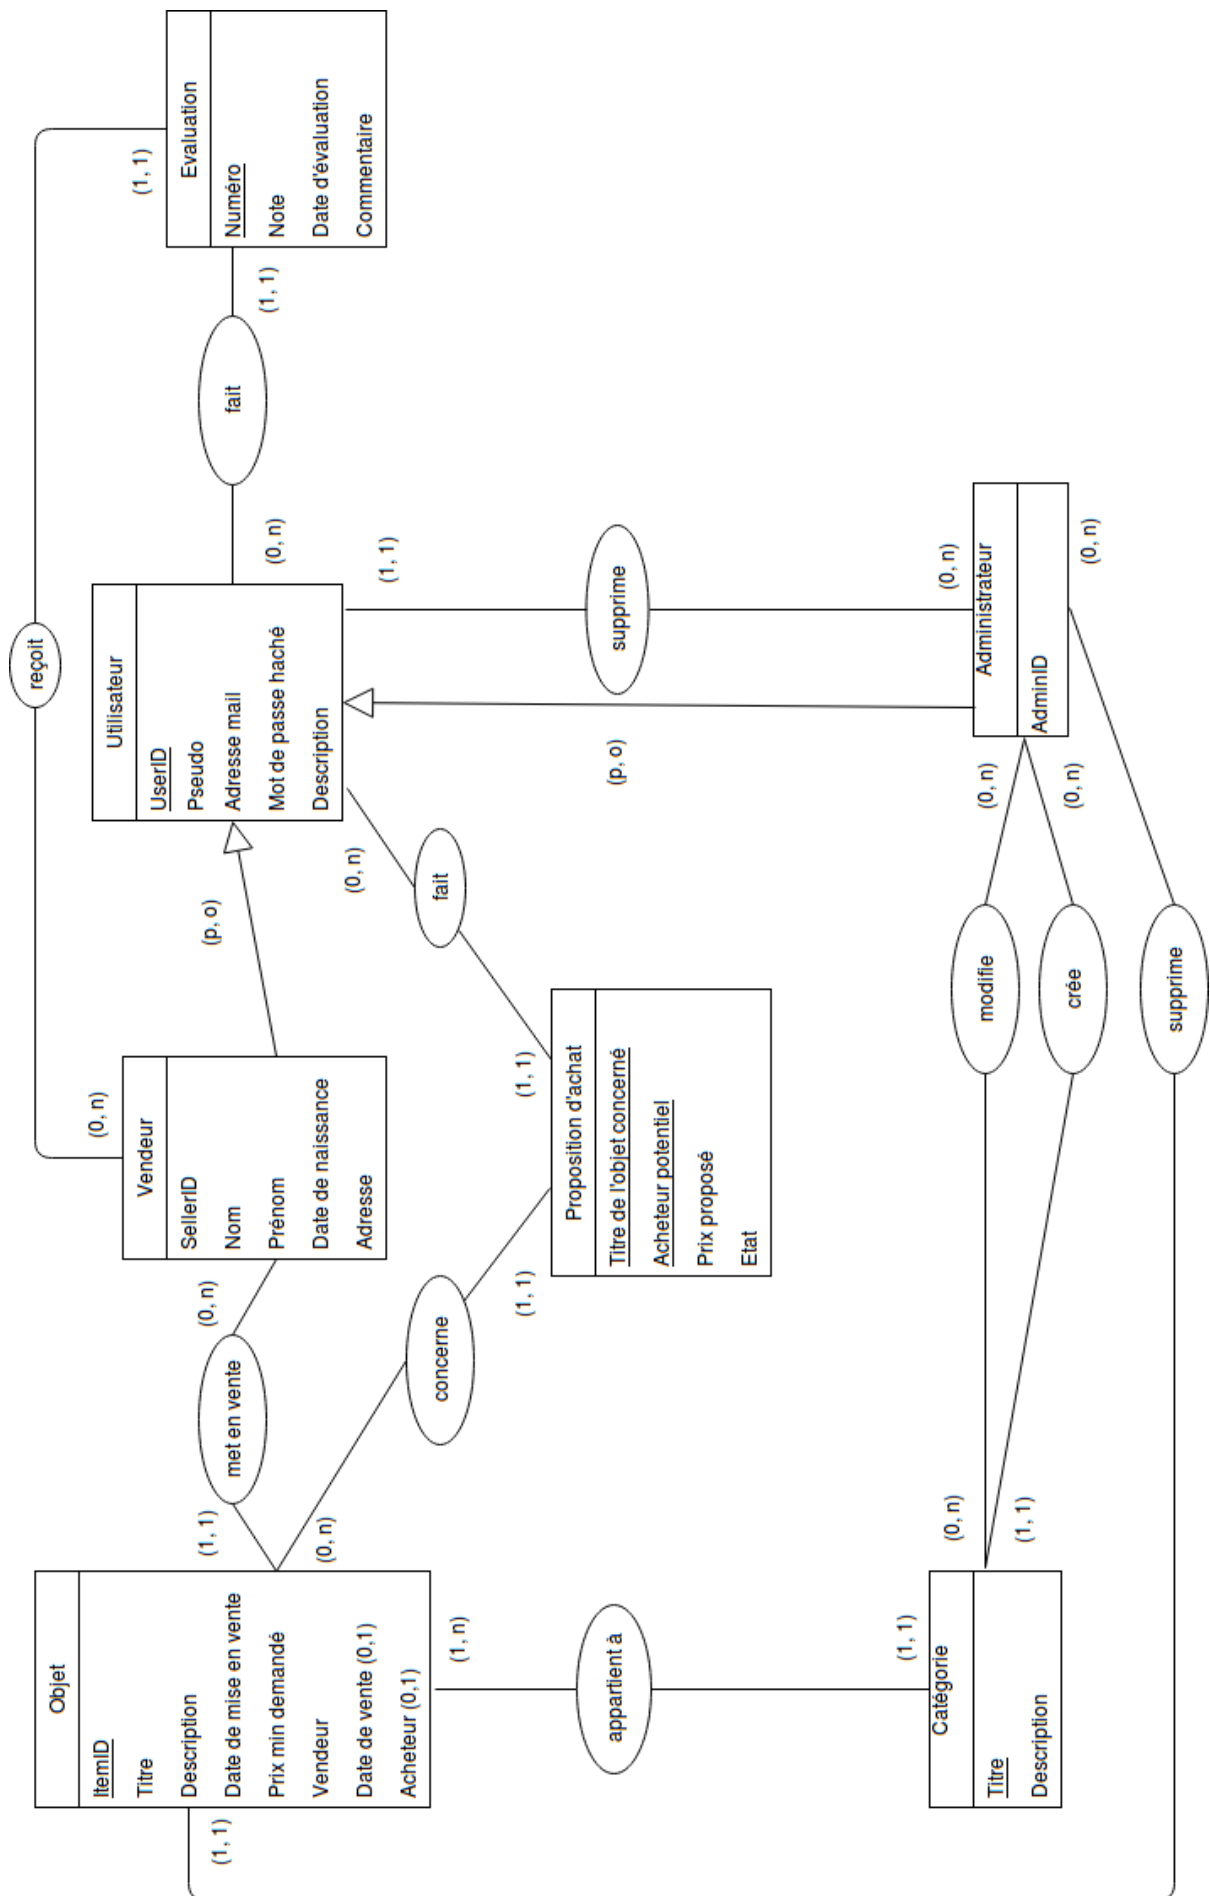 Objet
ItemID
Titre
Description
Date de mise en vente
Prix min demandé
Vendeur
Date de vente (0,1)
Acheteur (0,1)
(1, 1)
(1, 1)
met en vente
(0, n)
(0, n)
concerne
(1, 1)
(1, n)
appartient à
(1, 1)
Vendeur
SellerID
Nom
Prénom
Date de naissance
Adresse
(0, n)
reçoit
(1, 1)
(p, o)
Utilisateur
UserID
Pseudo
Adresse mail
Mot de passe haché
Description
(0, n)
fait
(1, 1)
Evaluation
Numéro
Note
Date d'évaluation
Commentaire
(0, n)
fait
(1, 1)
Proposition d'achat
Titre de l'objet concerné
Acheteur potentiel
Prix proposé
Etat
(1, 1)
supprime
(0, n)
(p, o)
Catégorie
Titre
Description
(0, n)
modifie
(0, n)
(1, 1)
crée
(0, n)
Administrateur
AdminID
(0, n)
supprime